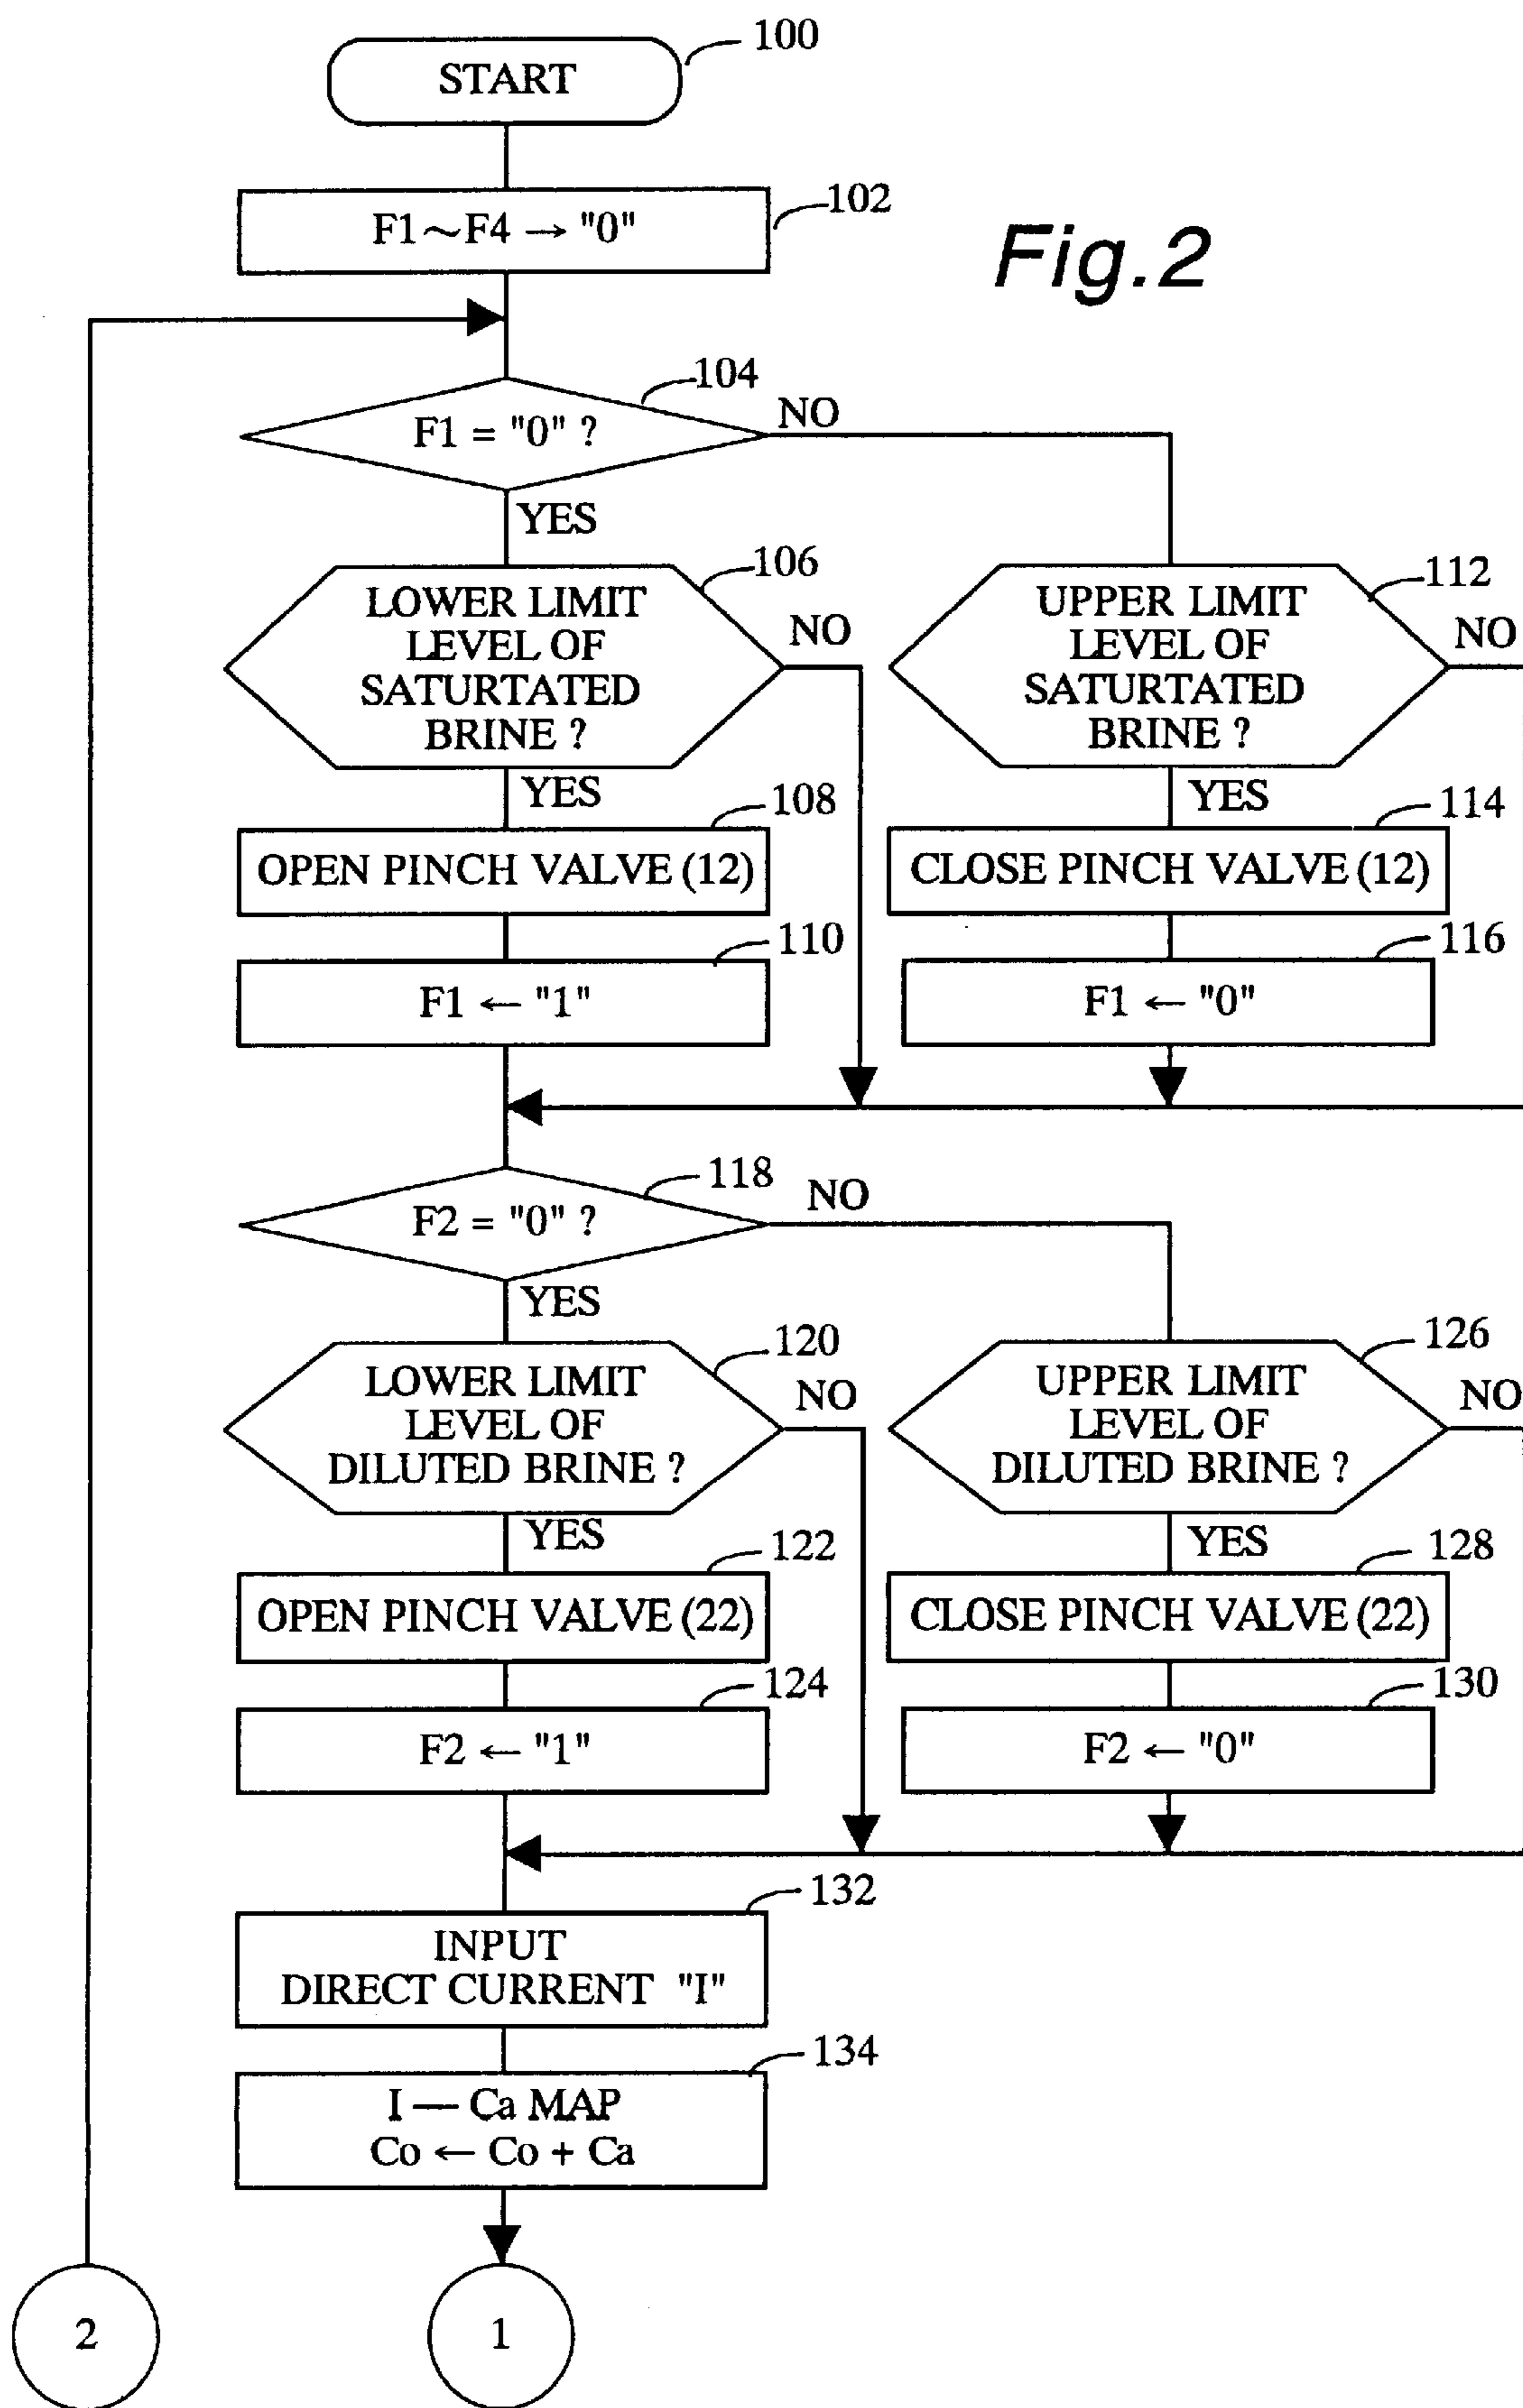 100
START
102
F1~F4 → "0"
Fig.2
104
F1 = "0" ?
NO
YES
106
LOWER LIMIT
LEVEL OF
SATURTATED
BRINE ?
NO
112
UPPER LIMIT
LEVEL OF
SATURTATED
BRINE ?
NO
YES
108
OPEN PINCH VALVE (12)
YES
114
CLOSE PINCH VALVE (12)
110
F1 ← "1"
116
F1 ← "0"
118
F2 = "0" ?
NO
YES
120
LOWER LIMIT
LEVEL OF
DILUTED BRINE ?
NO
126
UPPER LIMIT
LEVEL OF
DILUTED BRINE ?
NO
YES
122
OPEN PINCH VALVE (22)
YES
128
CLOSE PINCH VALVE (22)
124
F2 ← "1"
130
F2 ← "0"
132
INPUT
DIRECT CURRENT "I"
134
I — Ca MAP
Co ← Co + Ca
2
1